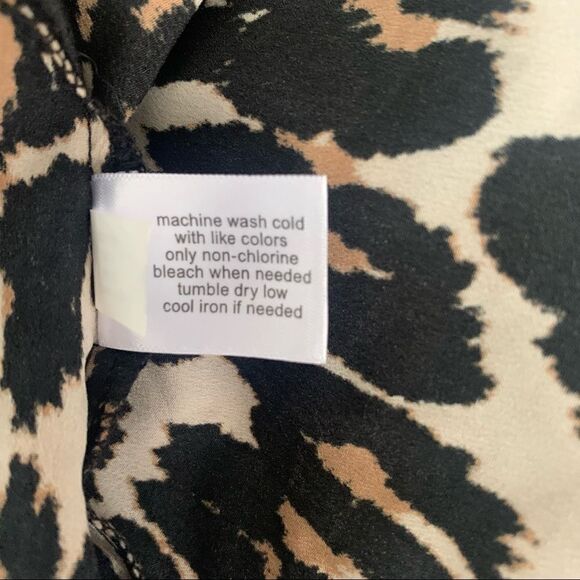 machine wash cold
with like colors
only non-chlorine
bleach when needed
tumble dry low
cool iron if needed